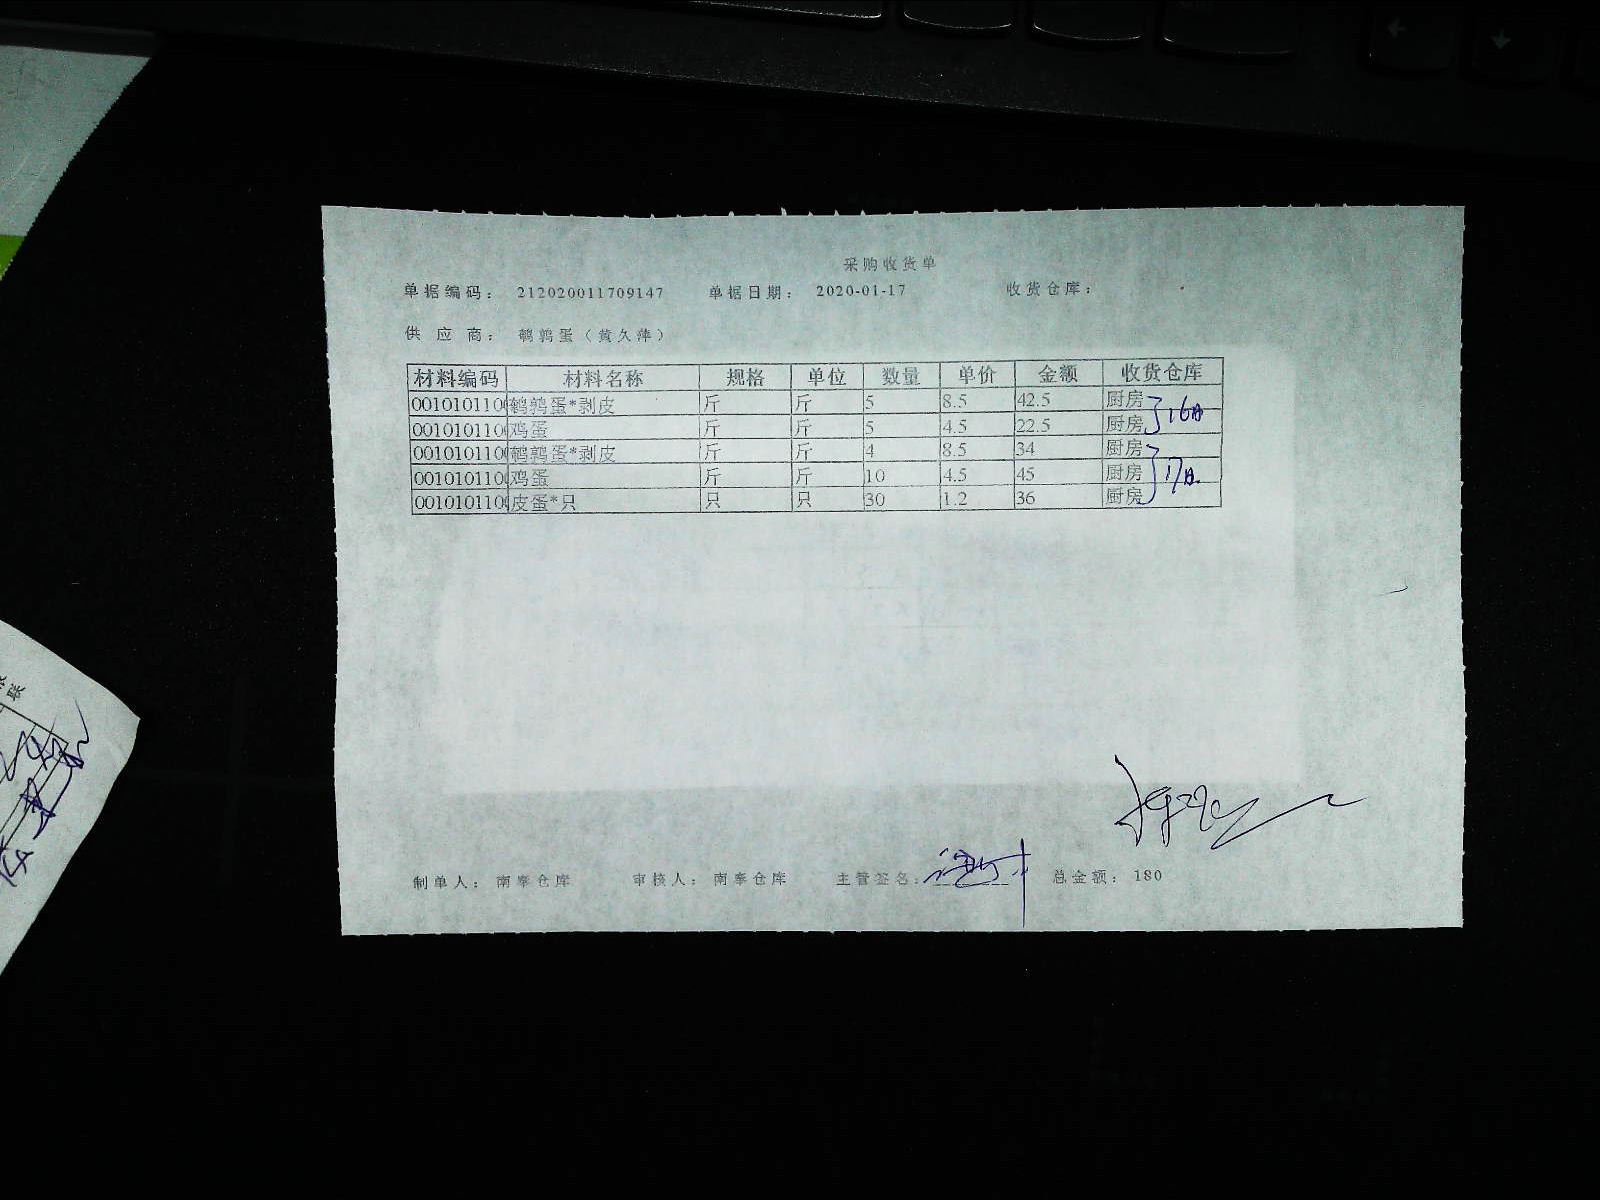 采购收货单
单据编码： 212020011709147 单据日期： 2020-01-17 收货仓库：
供 应 商： 鹌鹑蛋（黄久萍）
材料编码 材料名称 规格 单位 数量 单价 金额 收货仓库
001010110 鹌鹑蛋*剥皮 斤 斤 5 8.5 42.5 厨房
001010110 鸡蛋 斤 斤 5 4.5 22.5 厨房
16日
001010110 鹌鹑蛋*剥皮 斤 斤 4 8.5 34 厨房
001010110 鸡蛋 斤 斤 10 4.5 45 厨房
17日
001010110 皮蛋*只 只 只 30 1.2 36 厨房
制单人： 南奉仓库 审核人： 南奉仓库 主管签名： 总金额： 180